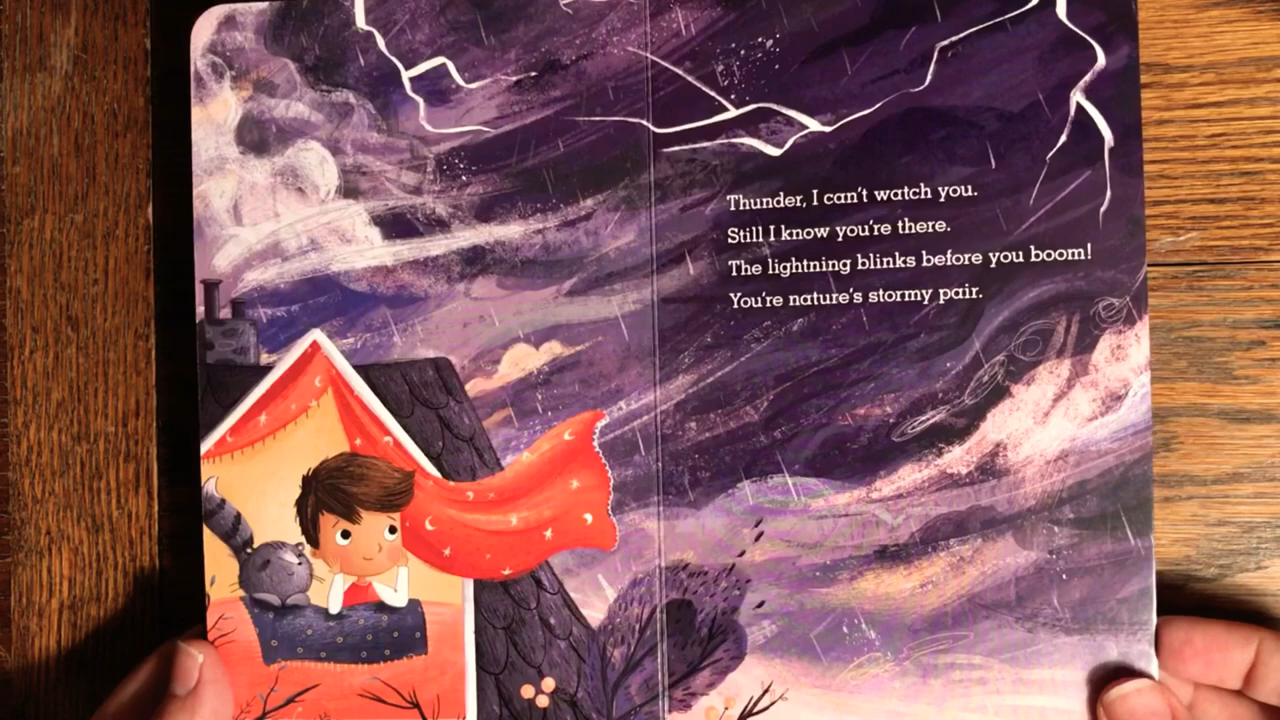 Thunder, I can't watch you.
Still I know you're there.
The lightning blinks before you boom!
You're nature's stormy pair.